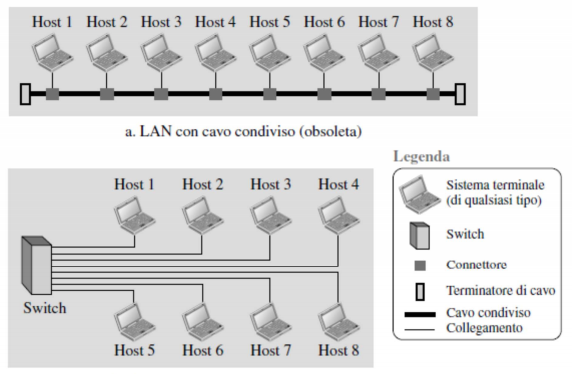 Host 1 Host 2 Host 3 Host 4 Host 5 Host 6 Host 7 Host 8
a. LAN con cavo condiviso (obsoleta)
Host 1 Host 2 Host 3 Host 4
Switch
Host 5 Host 6 Host 7 Host 8
Legenda
Sistema terminale
(di qualsiasi tipo)
Switch
Connettore
Terminatore di cavo
Cavo condiviso
Collegamento